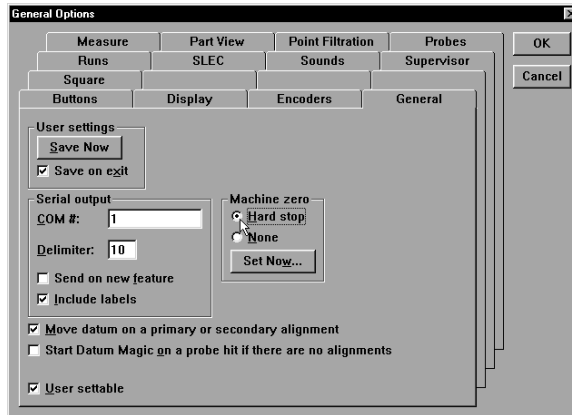 General Options
Measure Part View Point Filtration Probes
Runs SLEC Sounds Supervisor
Square
Buttons Display Encoders General
OK
Cancel
User settings
Save Now
Save on exit
Serial output
COM #: 1
Delimiter: 10
Send on new feature
Include labels
Machine zero
Hard stop
None
Set Now...
Move datum on a primary or secondary alignment
Start Datum Magic on a probe hit if there are no alignments
User settable